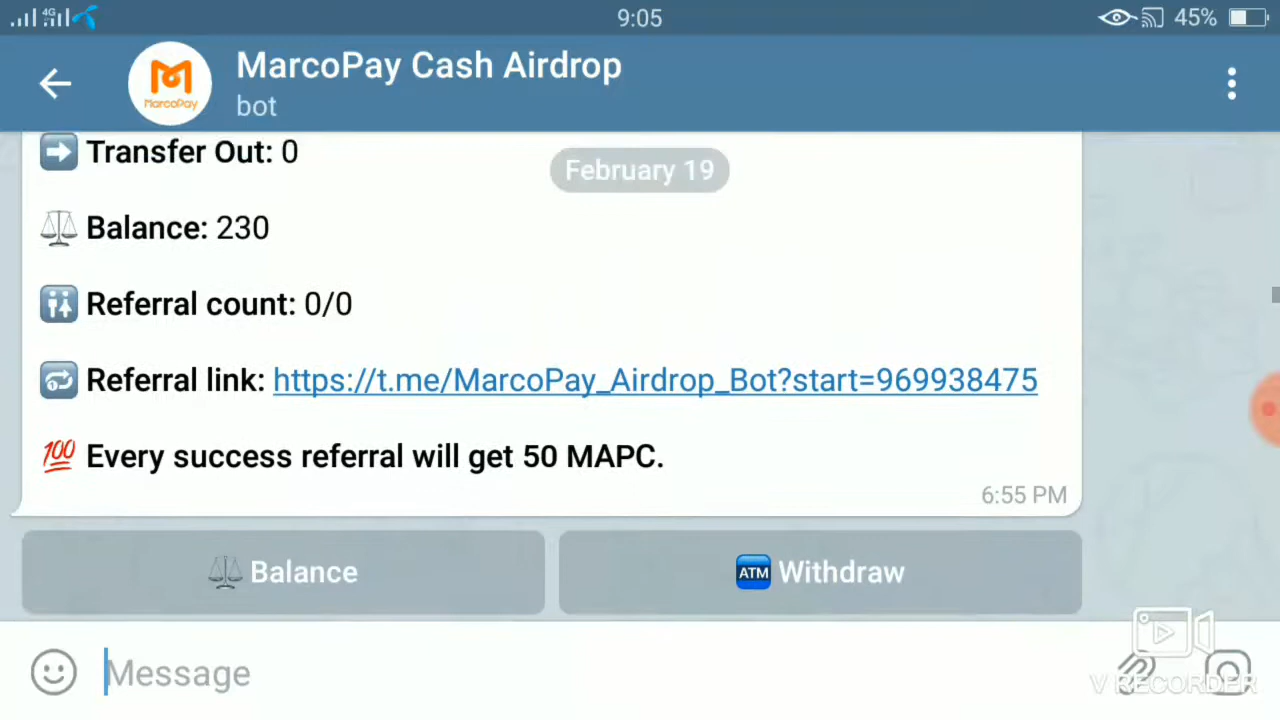 4G 9:05 45%
MarcoPay Cash Airdrop
MarcoPay
bot
Transfer Out: 0
February 19
Balance: 230
Referral count: 0/0
Referral link: https://t.me/MarcoPay_Airdrop_Bot?start=969938475
💯 Every success referral will get 50 MAPC.
6:55 PM
Balance
ATM Withdraw
Message
V RECORDER